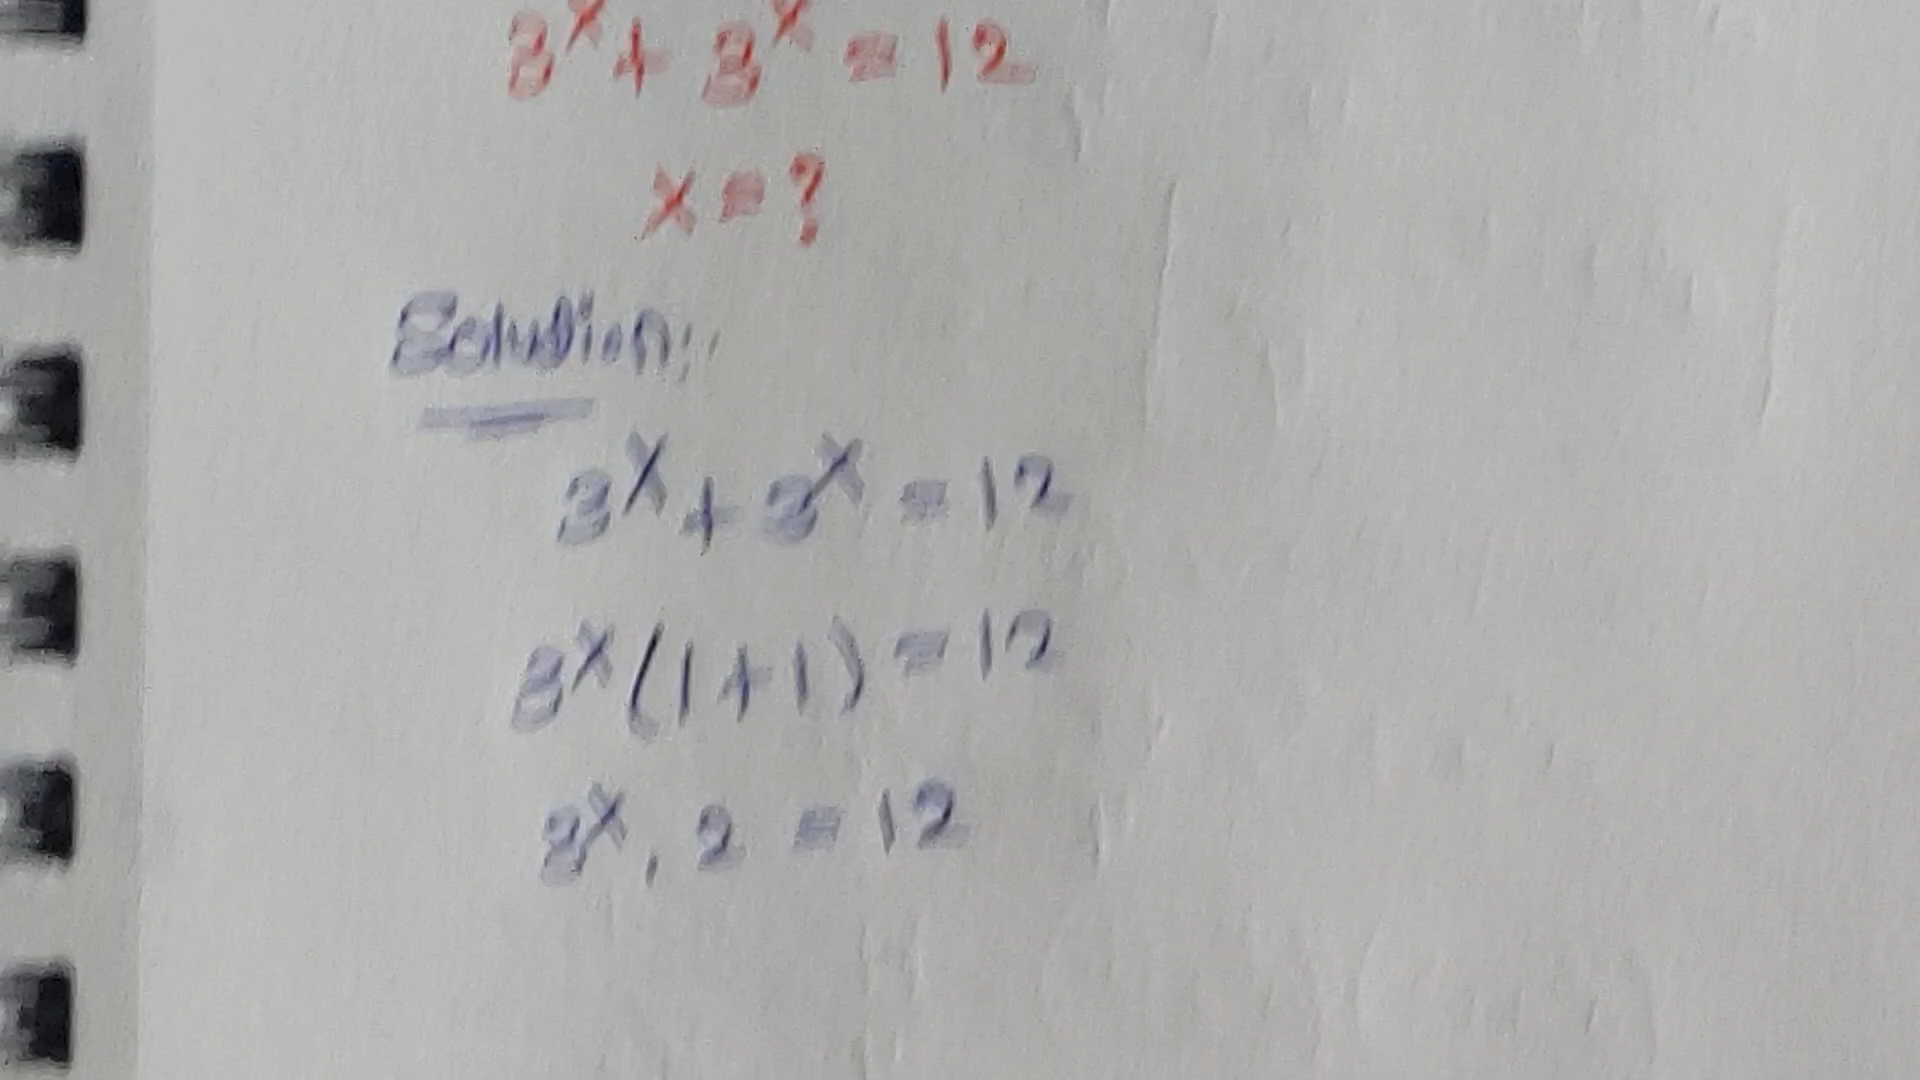 3^x + 3^x = 12
x = ?
Solution:
3^x + 3^x = 12
3^x (1 + 1) = 12
3^x . 2 = 12